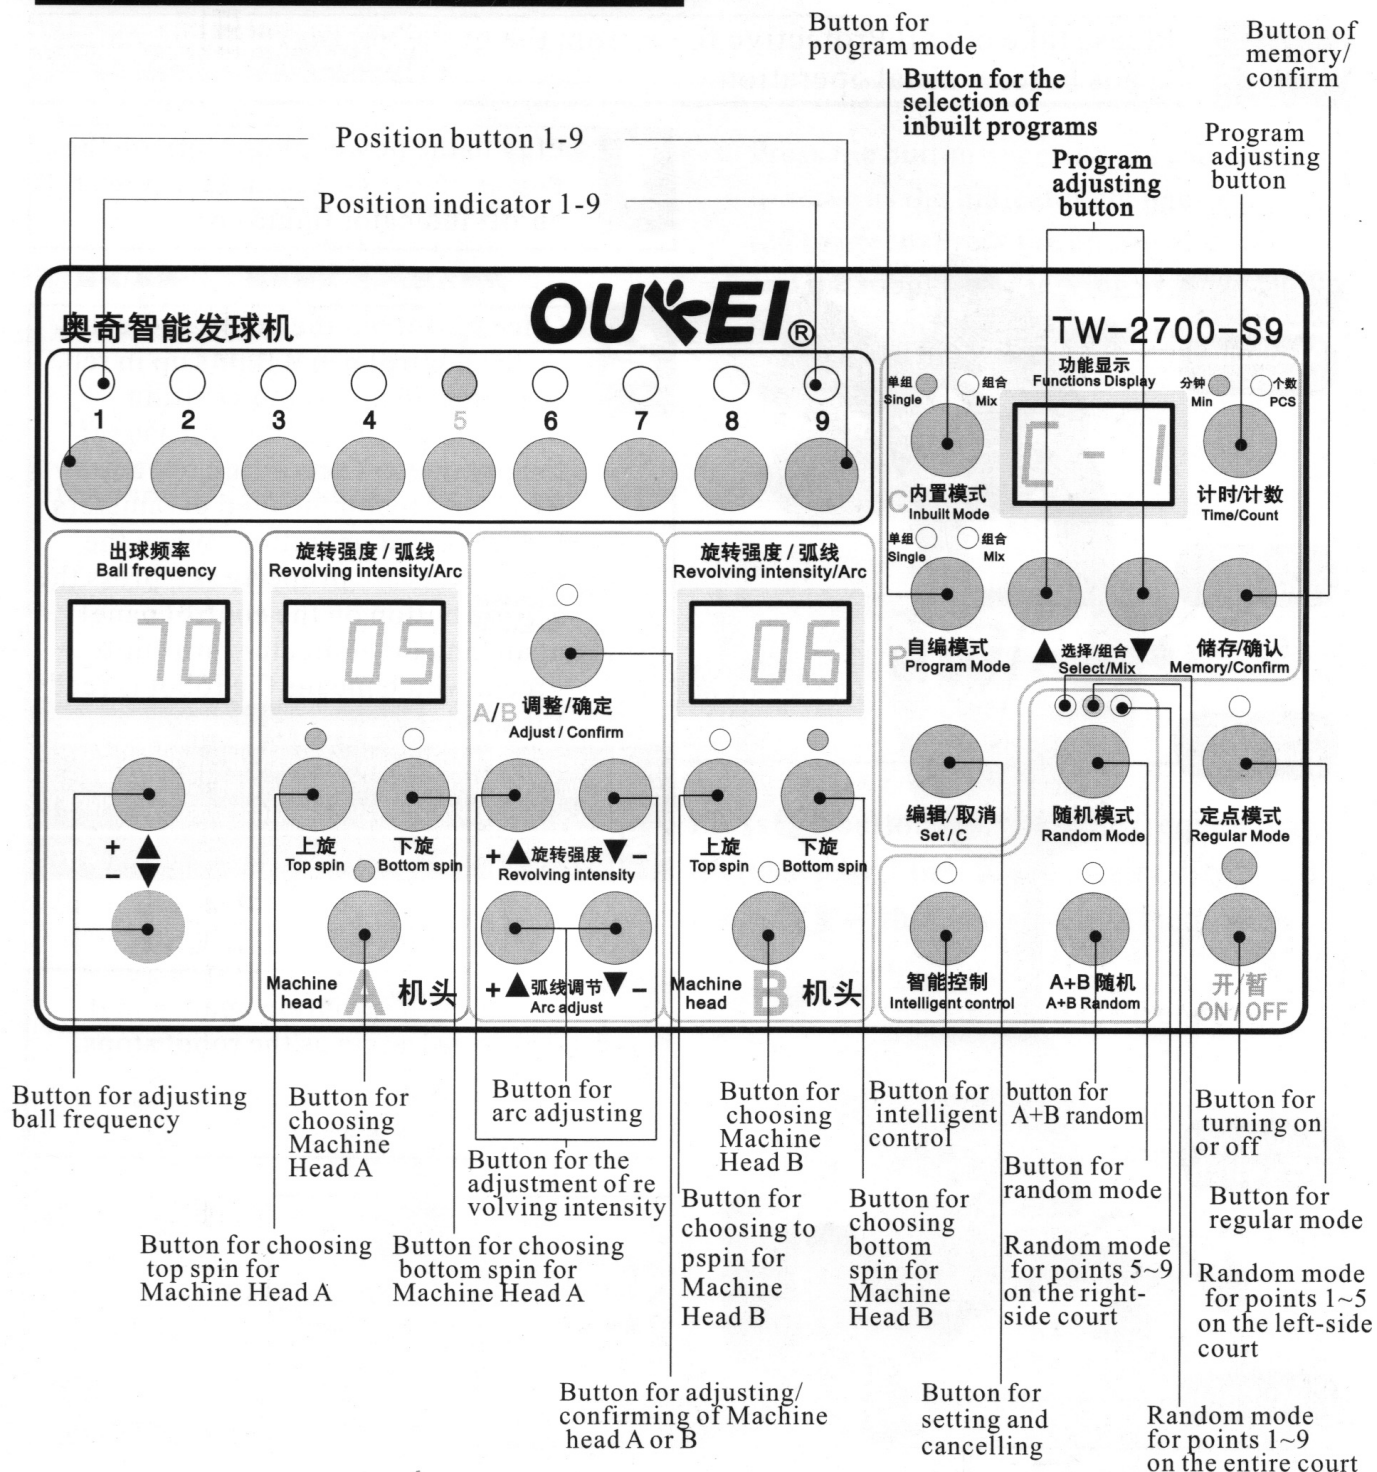 Button for
program mode
Button of
memory/
confirm
Button for the
selection of
inbuilt programs
Position button 1-9
Program
adjusting
button
Program
adjusting
button
Position indicator 1-9
奥奇智能发球机
OUKEI®
TW-2700-S9
1
2
3
4
5
6
7
8
9
单组
Single
组合
Mix
功能显示
Functions Display
分钟
Min
个数
PCS
C-1
C
内置模式
Inbuilt Mode
计时/计数
Time/Count
单组
Single
组合
Mix
P
自编模式
Program Mode
▲ 选择/组合 ▼
Select/Mix
储存/确认
Memory/Confirm
出球频率
Ball frequency
70
+ ▲
− ▼
旋转强度 / 弧线
Revolving intensity/Arc
05
上旋
Top spin
下旋
Bottom spin
Machine
head
A 机头
A/B 调整/确定
Adjust / Confirm
+ ▲ 旋转强度 ▼ −
Revolving intensity
+ ▲ 弧线调节 ▼ −
Arc adjust
旋转强度 / 弧线
Revolving intensity/Arc
06
上旋
Top spin
下旋
Bottom spin
Machine
head
B 机头
编辑/取消
Set / C
随机模式
Random Mode
定点模式
Regular Mode
智能控制
Intelligent control
A+B 随机
A+B Random
开/暂
ON / OFF
Button for adjusting
ball frequency
Button for
choosing
Machine
Head A
Button for
arc adjusting
Button for
choosing
Machine
Head B
Button for
intelligent
control
button for
A+B random
Button for
turning on
or off
Button for the
adjustment of re
volving intensity
Button for
random mode
Button for
regular mode
Button for choosing
top spin for
Machine Head A
Button for choosing
bottom spin for
Machine Head A
Button for
choosing to
pspin for
Machine
Head B
Button for
choosing
bottom
spin for
Machine
Head B
Random mode
for points 5~9
on the right-
side court
Random mode
for points 1~5
on the left-side
court
Button for adjusting/
confirming of Machine
head A or B
Button for
setting and
cancelling
Random mode
for points 1~9
on the entire court